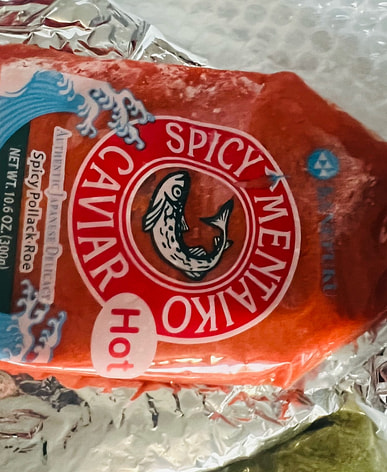 SPICY MENTAIKO
CAVIAR
Hot
AUTHENTIC JAPANESE DELICACY
Spicy Pollack Roe
NET WT. 10.6 OZ. (300g)